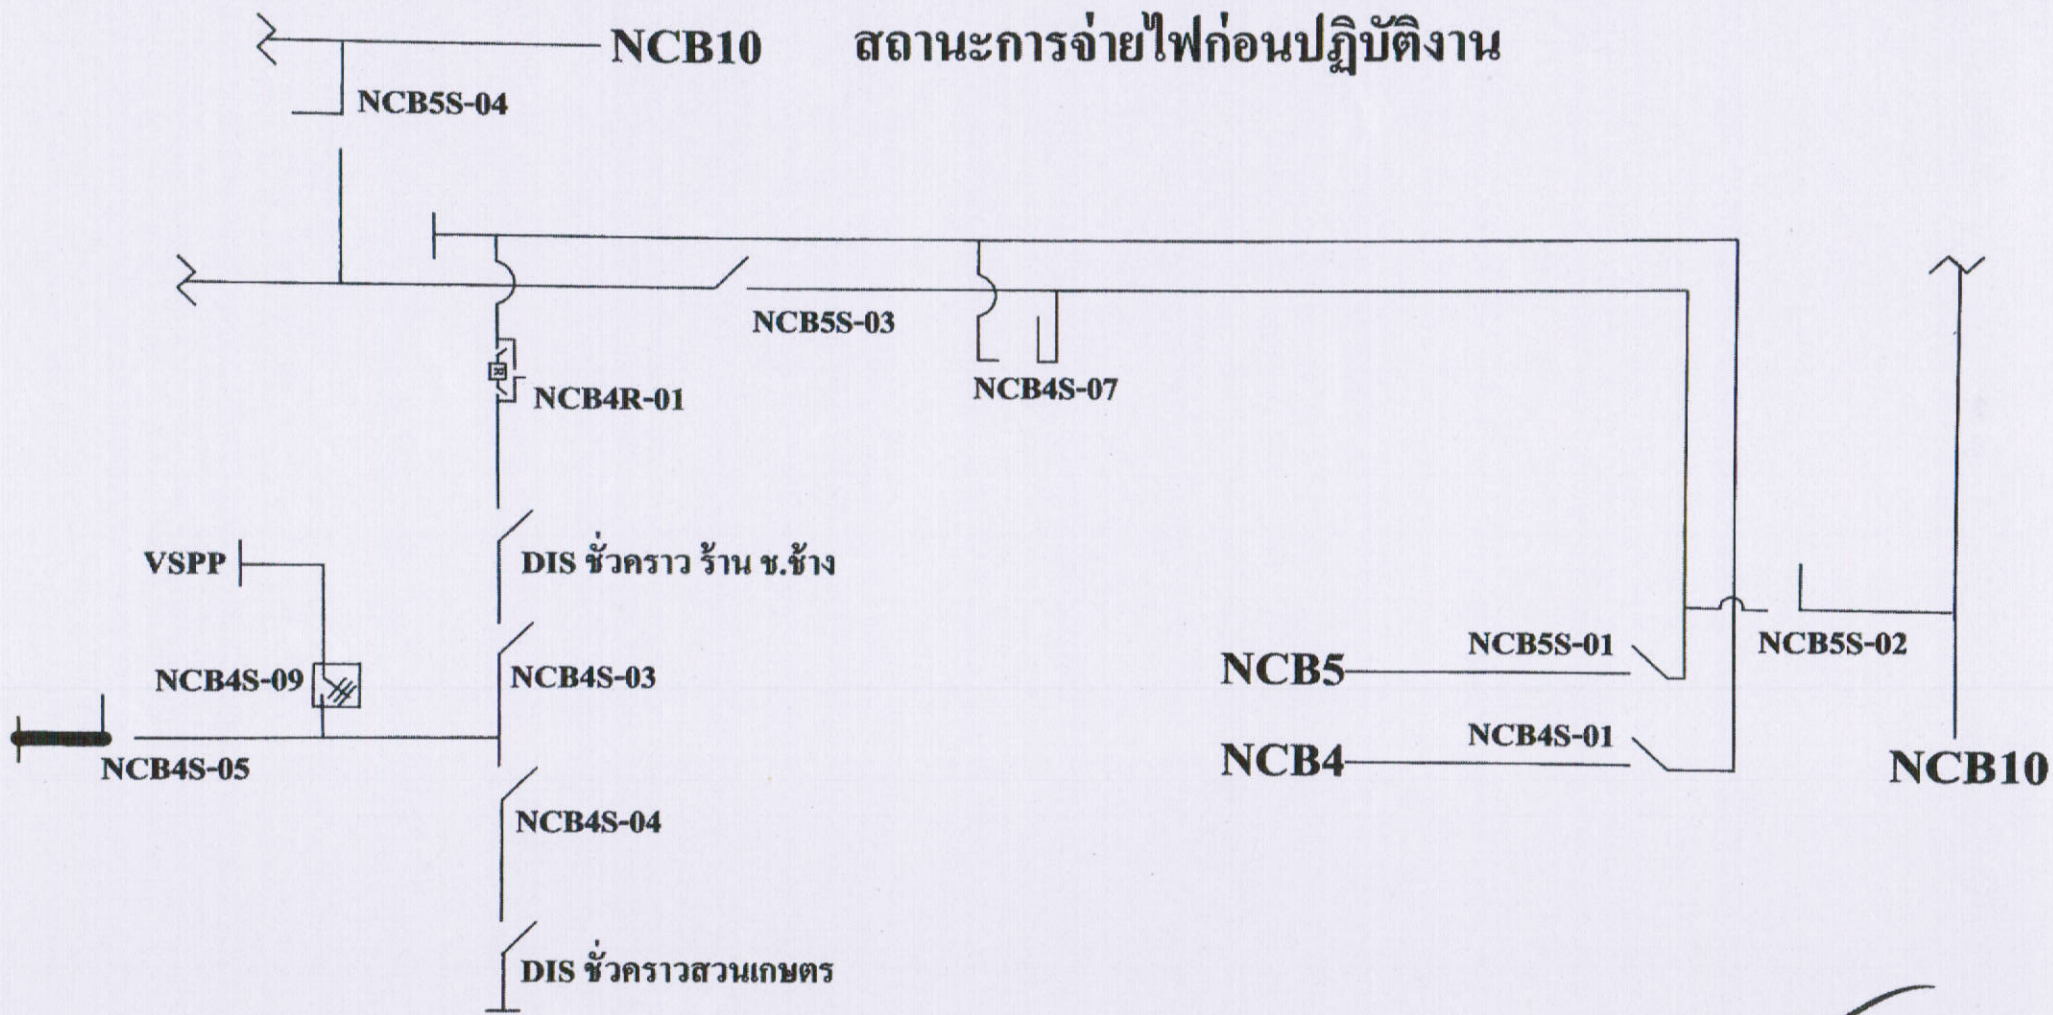 NCB10 สถานะการจ่ายไฟก่อนปฏิบัติงาน
NCB5S-04
NCB5S-03
NCB4S-07
NCB4R-01
DIS ชั่วคราว ร้าน ช.ช้าง
VSPP
NCB4S-09
NCB4S-03
NCB5
NCB5S-01
NCB5S-02
NCB4
NCB4S-01
NCB10
NCB4S-05
NCB4S-04
DIS ชั่วคราวสวนเกษตร